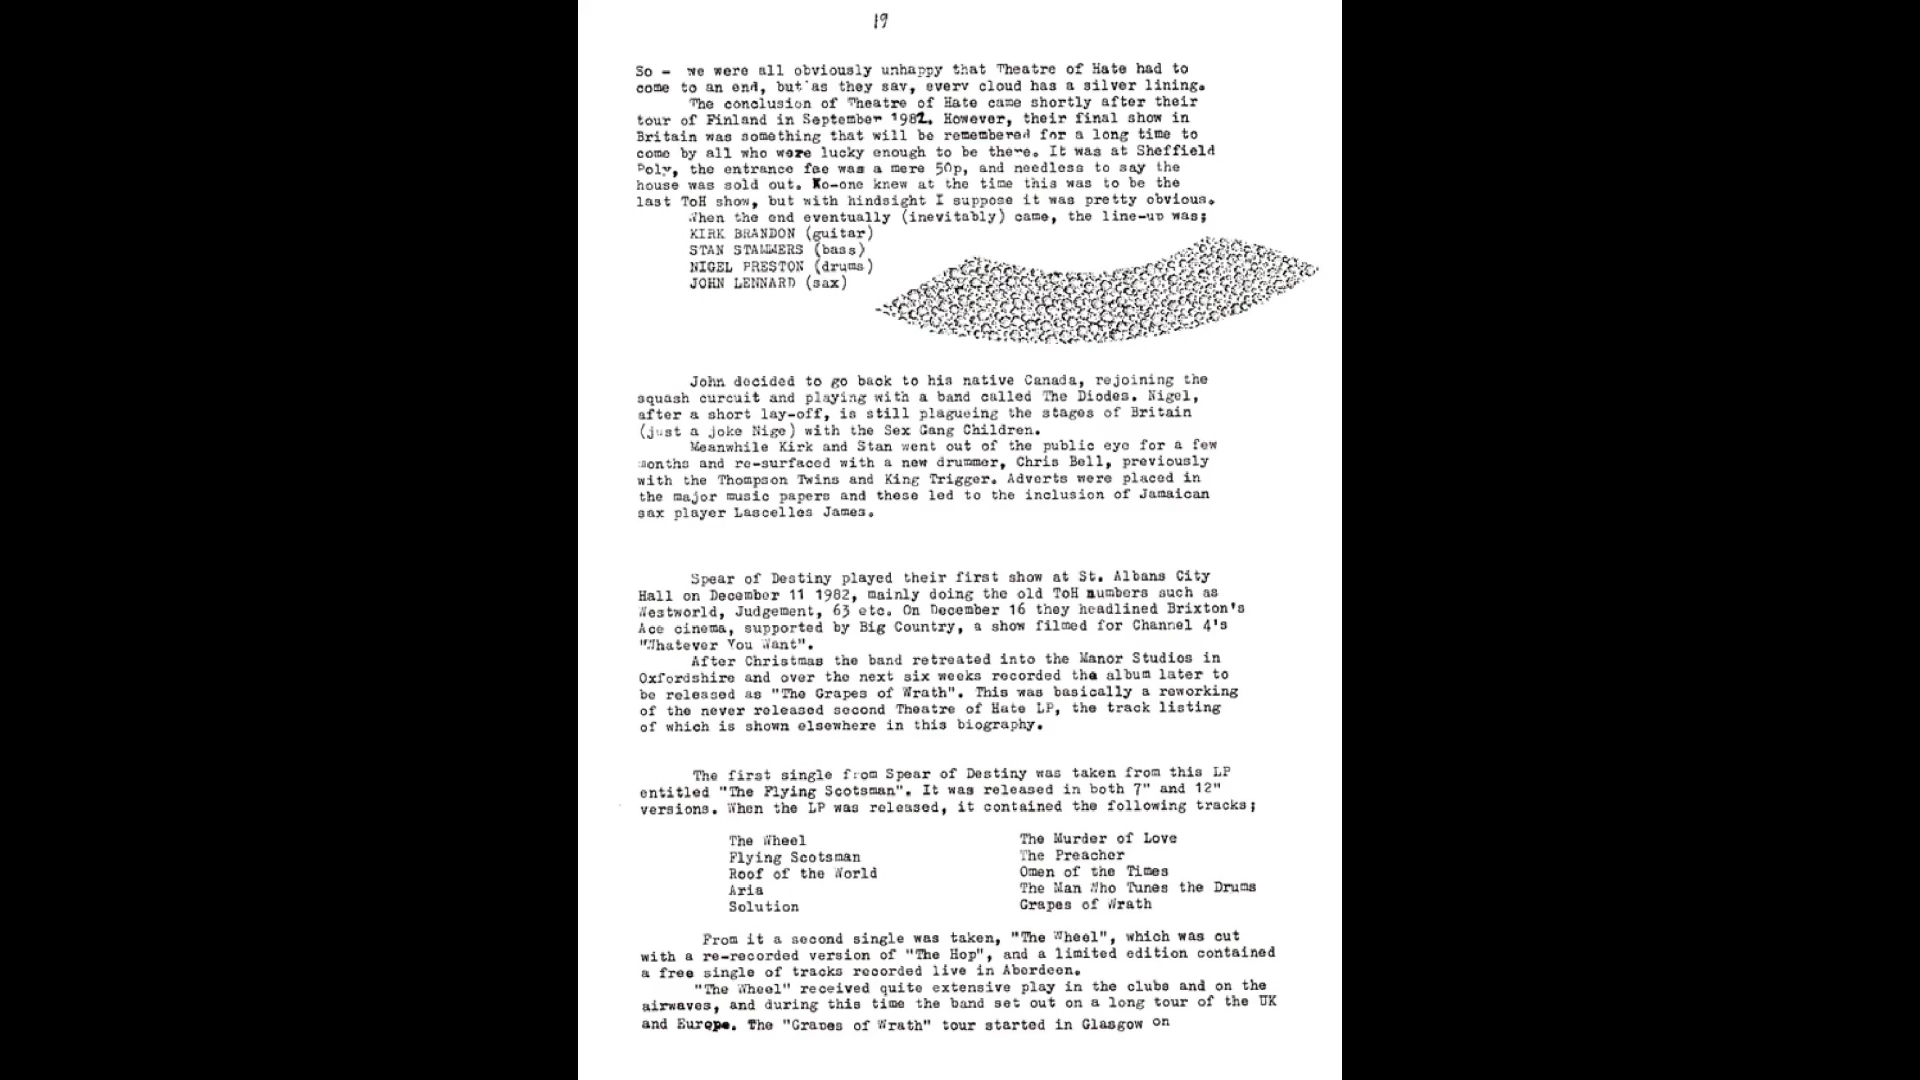 19
So - we were all obviously unhappy that Theatre of Hate had to
come to an end, but as they say, every cloud has a silver lining.
The conclusion of Theatre of Hate came shortly after their
tour of Finland in September 1982. However, their final show in
Britain was something that will be remembered for a long time to
come by all who were lucky enough to be there. It was at Sheffield
Poly, the entrance fee was a mere 50p, and needless to say the
house was sold out. No-one knew at the time this was to be the
last ToH show, but with hindsight I suppose it was pretty obvious.
When the end eventually (inevitably) came, the line-up was;
KIRK BRANDON (guitar)
STAN STAMMERS (bass)
NIGEL PRESTON (drums)
JOHN LENNARD (sax)
John decided to go back to his native Canada, rejoining the
squash curcuit and playing with a band called The Diodes. Nigel,
after a short lay-off, is still plagueing the stages of Britain
(just a joke Nige) with the Sex Gang Children.
Meanwhile Kirk and Stan went out of the public eye for a few
months and re-surfaced with a new drummer, Chris Bell, previously
with the Thompson Twins and King Trigger. Adverts were placed in
the major music papers and these led to the inclusion of Jamaican
sax player Lascelles James.
Spear of Destiny played their first show at St. Albans City
Hall on December 11 1982, mainly doing the old ToH numbers such as
Westworld, Judgement, 63 etc. On December 16 they headlined Brixton's
Ace cinema, supported by Big Country, a show filmed for Channel 4's
"Whatever You Want".
After Christmas the band retreated into the Manor Studios in
Oxfordshire and over the next six weeks recorded the album later to
be released as "The Grapes of Wrath". This was basically a reworking
of the never released second Theatre of Hate LP, the track listing
of which is shown elsewhere in this biography.
The first single from Spear of Destiny was taken from this LP
entitled "The Flying Scotsman". It was released in both 7" and 12"
versions. When the LP was released, it contained the following tracks;
The Wheel
Flying Scotsman
Roof of the World
Aria
Solution
The Murder of Love
The Preacher
Omen of the Times
The Man Who Tunes the Drums
Grapes of Wrath
From it a second single was taken, "The Wheel", which was cut
with a re-recorded version of "The Hop", and a limited edition contained
a free single of tracks recorded live in Aberdeen.
"The Wheel" received quite extensive play in the clubs and on the
airwaves, and during this time the band set out on a long tour of the UK
and Europe. The "Grapes of Wrath" tour started in Glasgow on